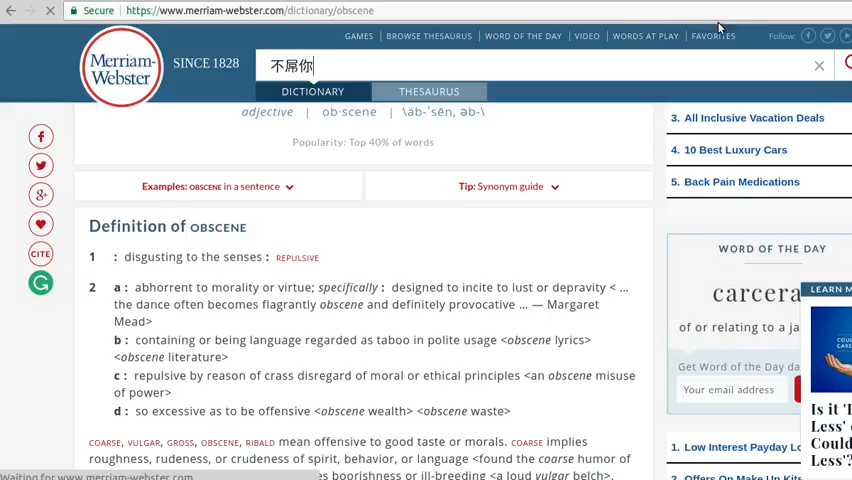 Secure https://www.merriam-webster.com/dictionary/obscene
GAMES | BROWSE THESAURUS | WORD OF THE DAY | VIDEO | WORDS AT PLAY | FAVORITES
Follow:
Merriam-Webster
SINCE 1828
不屑你
DICTIONARY
THESAURUS
adjective | ob·scene | \äb-ˈsēn, əb-\
Popularity: Top 40% of words
Examples: OBSCENE in a sentence
Tip: Synonym guide
CITE
Definition of OBSCENE
1 : disgusting to the senses : REPULSIVE
2 a : abhorrent to morality or virtue; specifically : designed to incite to lust or depravity < ...
the dance often becomes flagrantly obscene and definitely provocative ... — Margaret
Mead>
b : containing or being language regarded as taboo in polite usage <obscene lyrics>
<obscene literature>
c : repulsive by reason of crass disregard of moral or ethical principles <an obscene misuse
of power>
d : so excessive as to be offensive <obscene wealth> <obscene waste>
COARSE, VULGAR, GROSS, OBSCENE, RIBALD mean offensive to good taste or morals. COARSE implies
roughness, rudeness, or crudeness of spirit, behavior, or language <found the coarse humor of
es boorishness or ill-breeding <a loud vulgar belch>.
Waiting for www.merriam-webster.com
3. All Inclusive Vacation Deals
4. 10 Best Luxury Cars
5. Back Pain Medications
WORD OF THE DAY
carcera
of or relating to a ja
Get Word of the Day da
Your email address
LEARN M
Is it 'I
Less' o
Could
Less'?
1. Low Interest Payday Lo
2. Offers On Make Up Kits